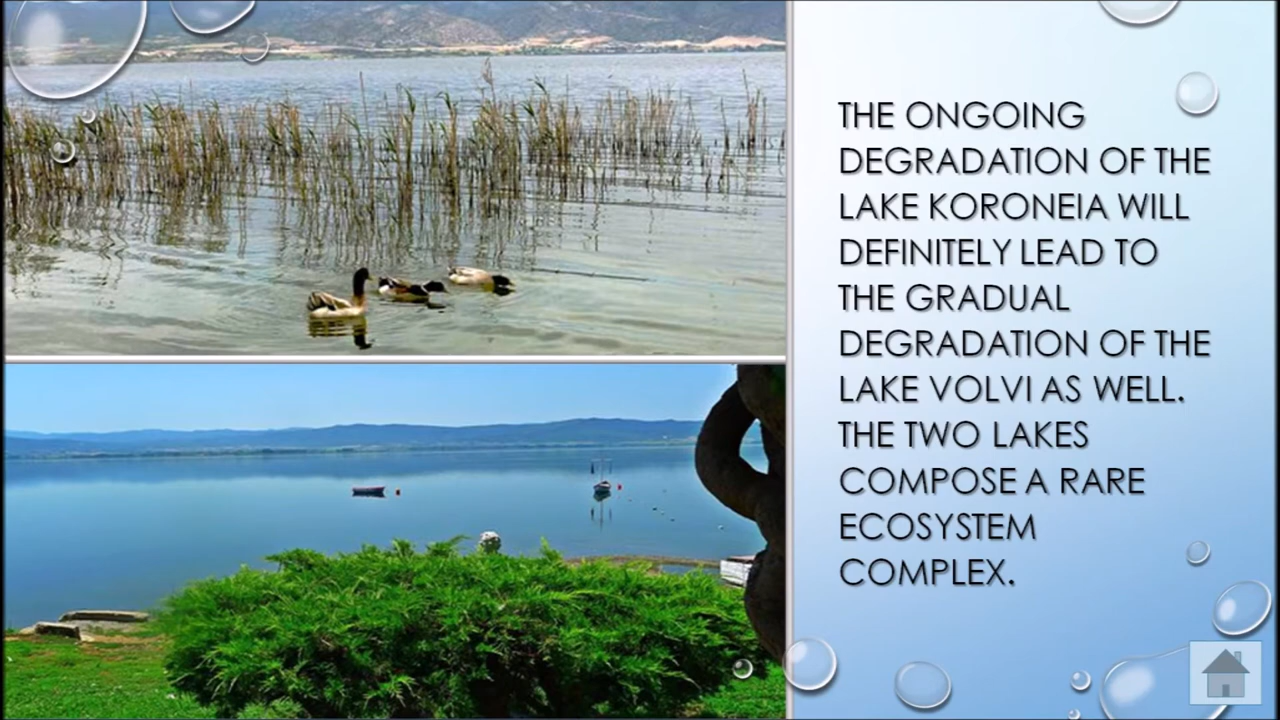 THE ONGOING
DEGRADATION OF THE
LAKE KORONEIA WILL
DEFINITELY LEAD TO
THE GRADUAL
DEGRADATION OF THE
LAKE VOLVI AS WELL.
THE TWO LAKES
COMPOSE A RARE
ECOSYSTEM
COMPLEX.